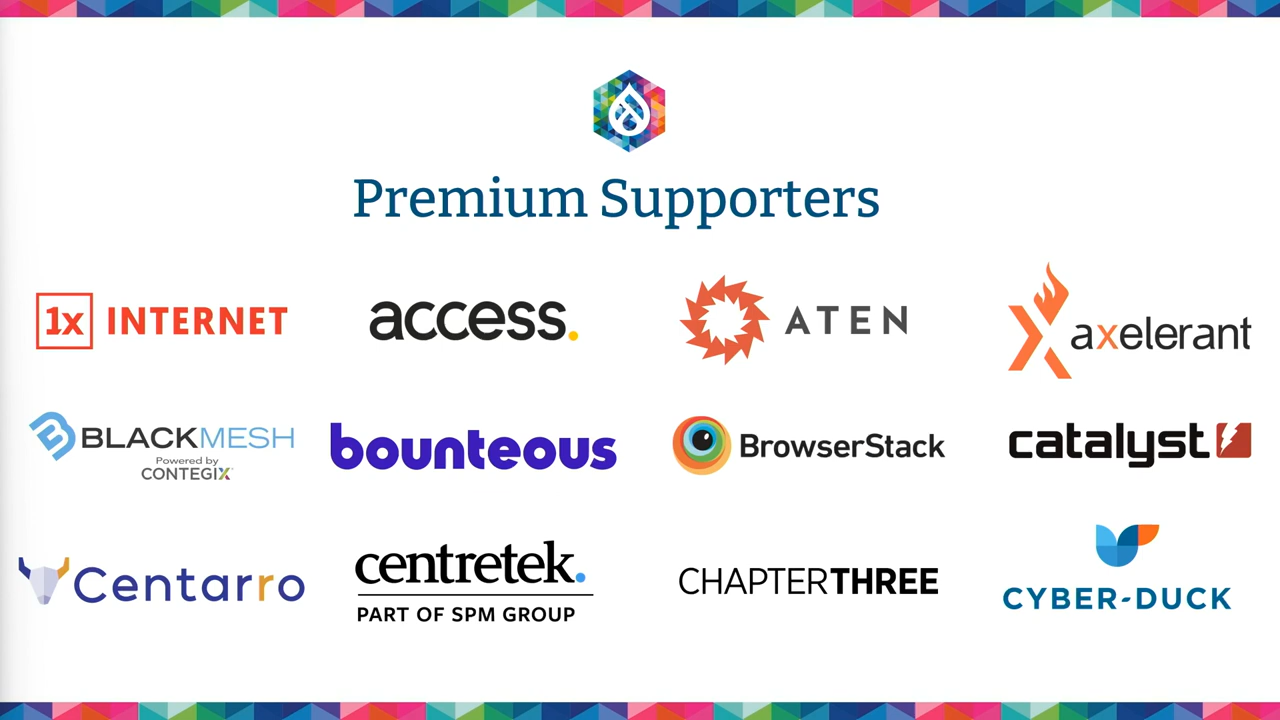 Premium Supporters
1x INTERNET
access.
ATEN
axelerant
BLACKMESH
Powered by
CONTEGIX
bounteous
BrowserStack
catalyst
Centarro
centretek.
PART OF SPM GROUP
CHAPTERTHREE
CYBER-DUCK